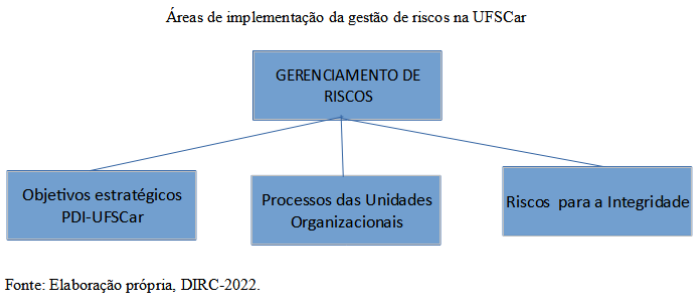 Áreas de implementação da gestão de riscos na UFSCar
GERENCIAMENTO DE
RISCOS
Objetivos estratégicos
PDI-UFSCar
Processos das Unidades
Organizacionais
Riscos para a Integridade
Fonte: Elaboração própria, DIRC-2022.